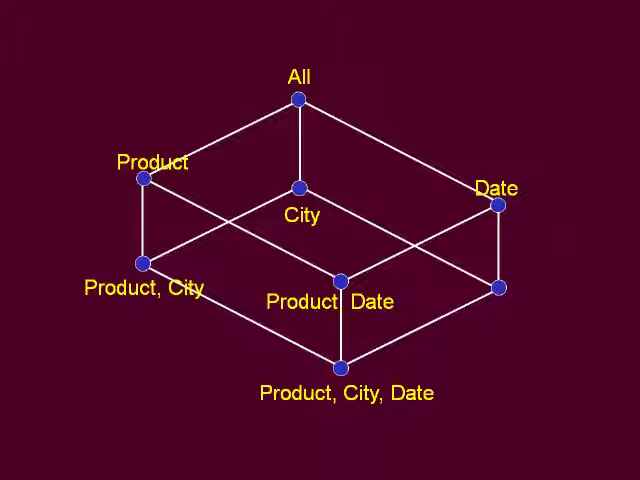 All
Product
Date
City
Product, City
Product, Date
Product, City, Date